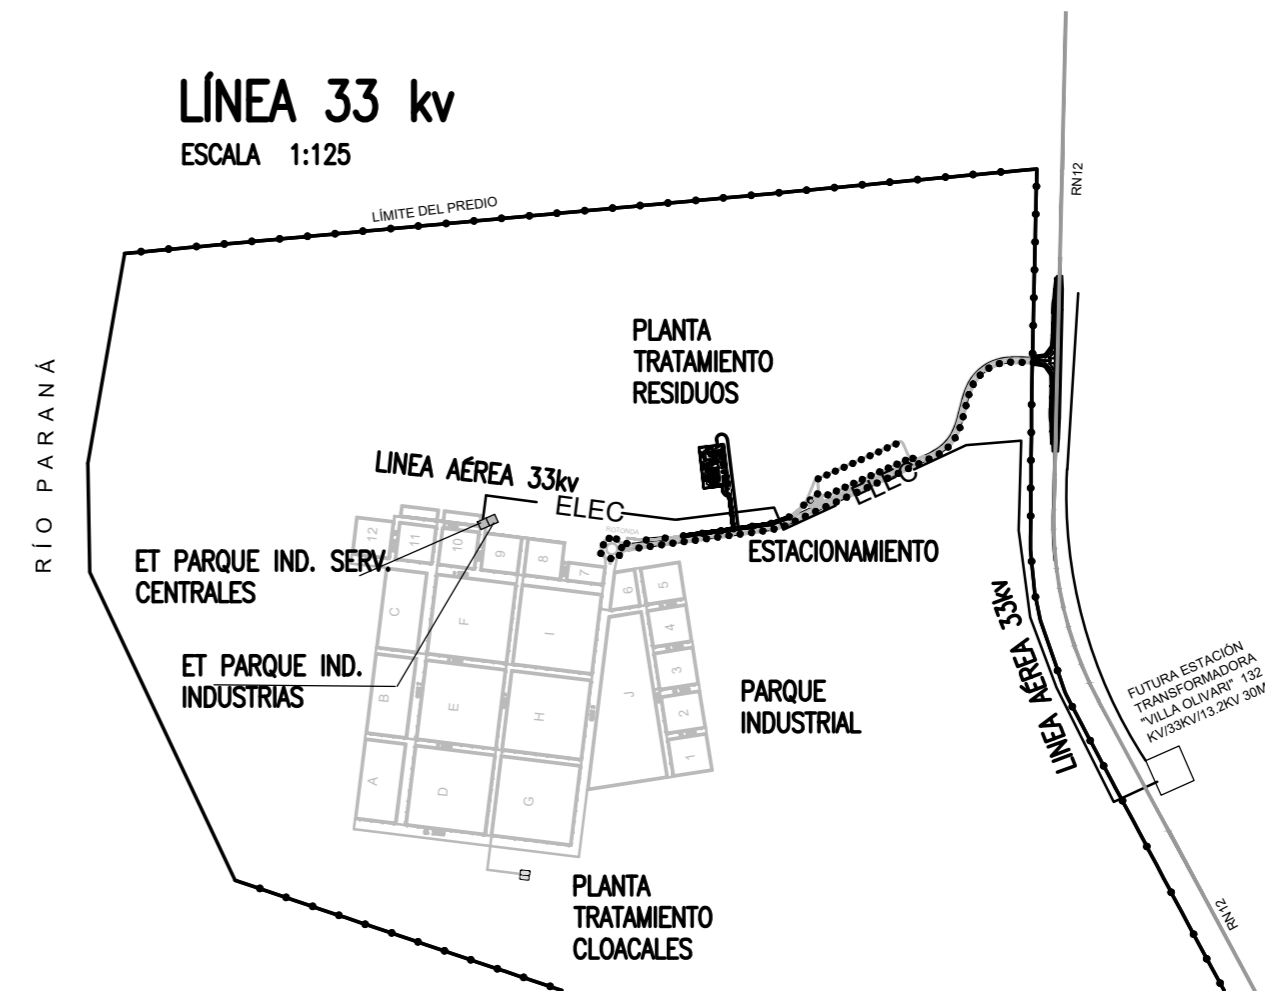 LÍNEA 33 kv
ESCALA 1:125
LÍMITE DEL PREDIO
RN12
RÍO PARANÁ
PLANTA
TRATAMIENTO
RESIDUOS
LINEA AÉREA 33kv
ELEC
ELEC
ROTONDA
ESTACIONAMIENTO
ET PARQUE IND. SERV.
CENTRALES
ET PARQUE IND.
INDUSTRIAS
12
11
10
9
8
7
6
5
4
3
2
1
C
F
I
B
E
H
J
A
D
G
PARQUE
INDUSTRIAL
LINEA AÉREA 33kv
FUTURA ESTACIÓN
TRANSFORMADORA
"VILLA OLIVARI" 132
KV/33KV/13.2KV 30M
PLANTA
TRATAMIENTO
CLOACALES
RN12